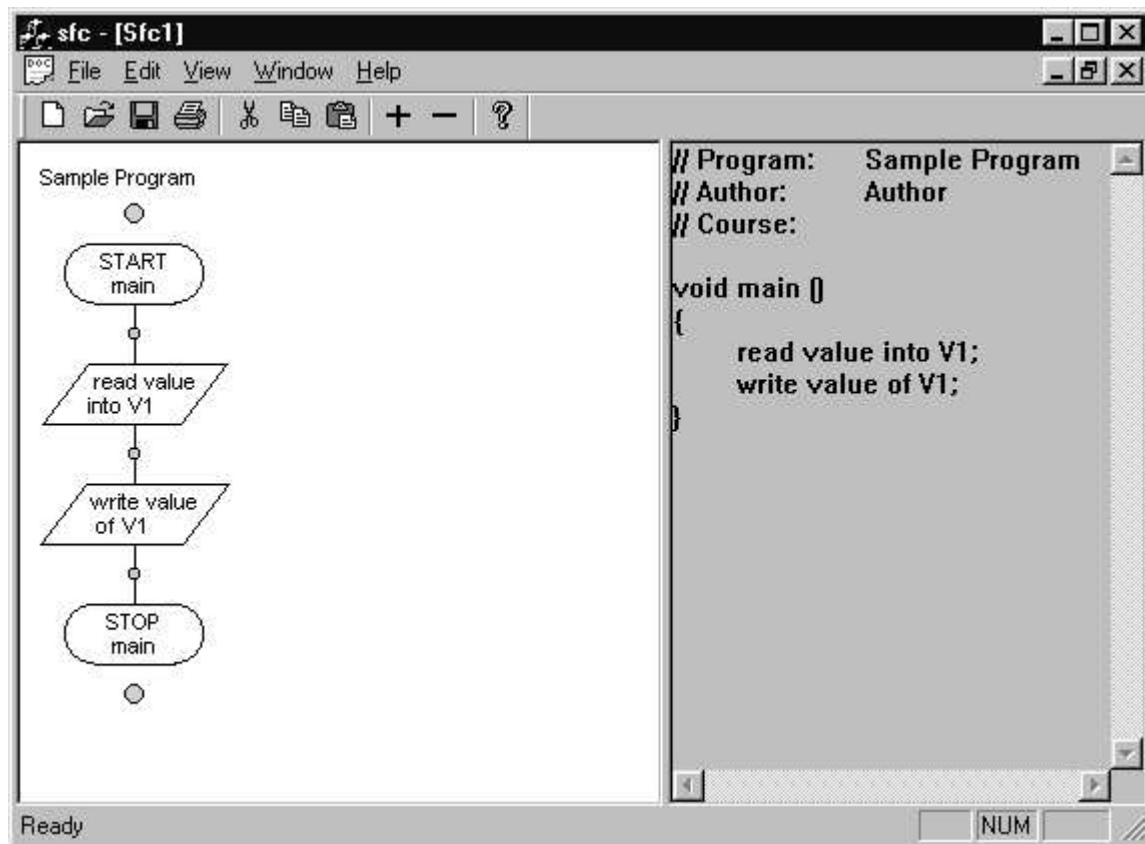 sfc - [Sfc1]
File Edit View Window Help
Sample Program
START
main
read value
into V1
write value
of V1
STOP
main
// Program: Sample Program
// Author: Author
// Course:
void main ()
{
read value into V1;
write value of V1;
}
Ready
NUM